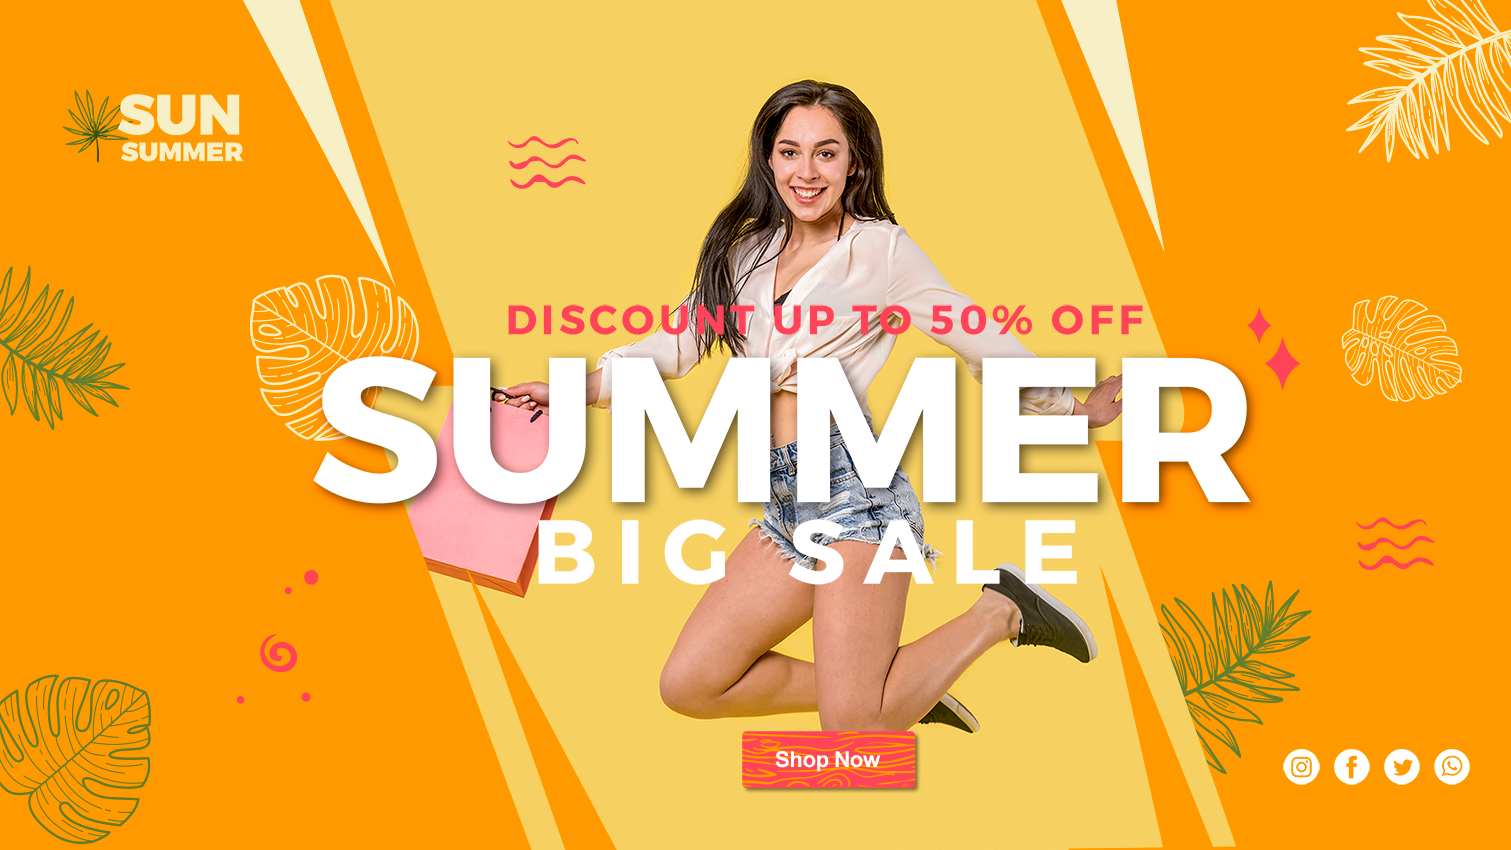 SUN
SUMMER
DISCOUNT UP TO 50% OFF
SUMMER
BIG SALE
Shop Now